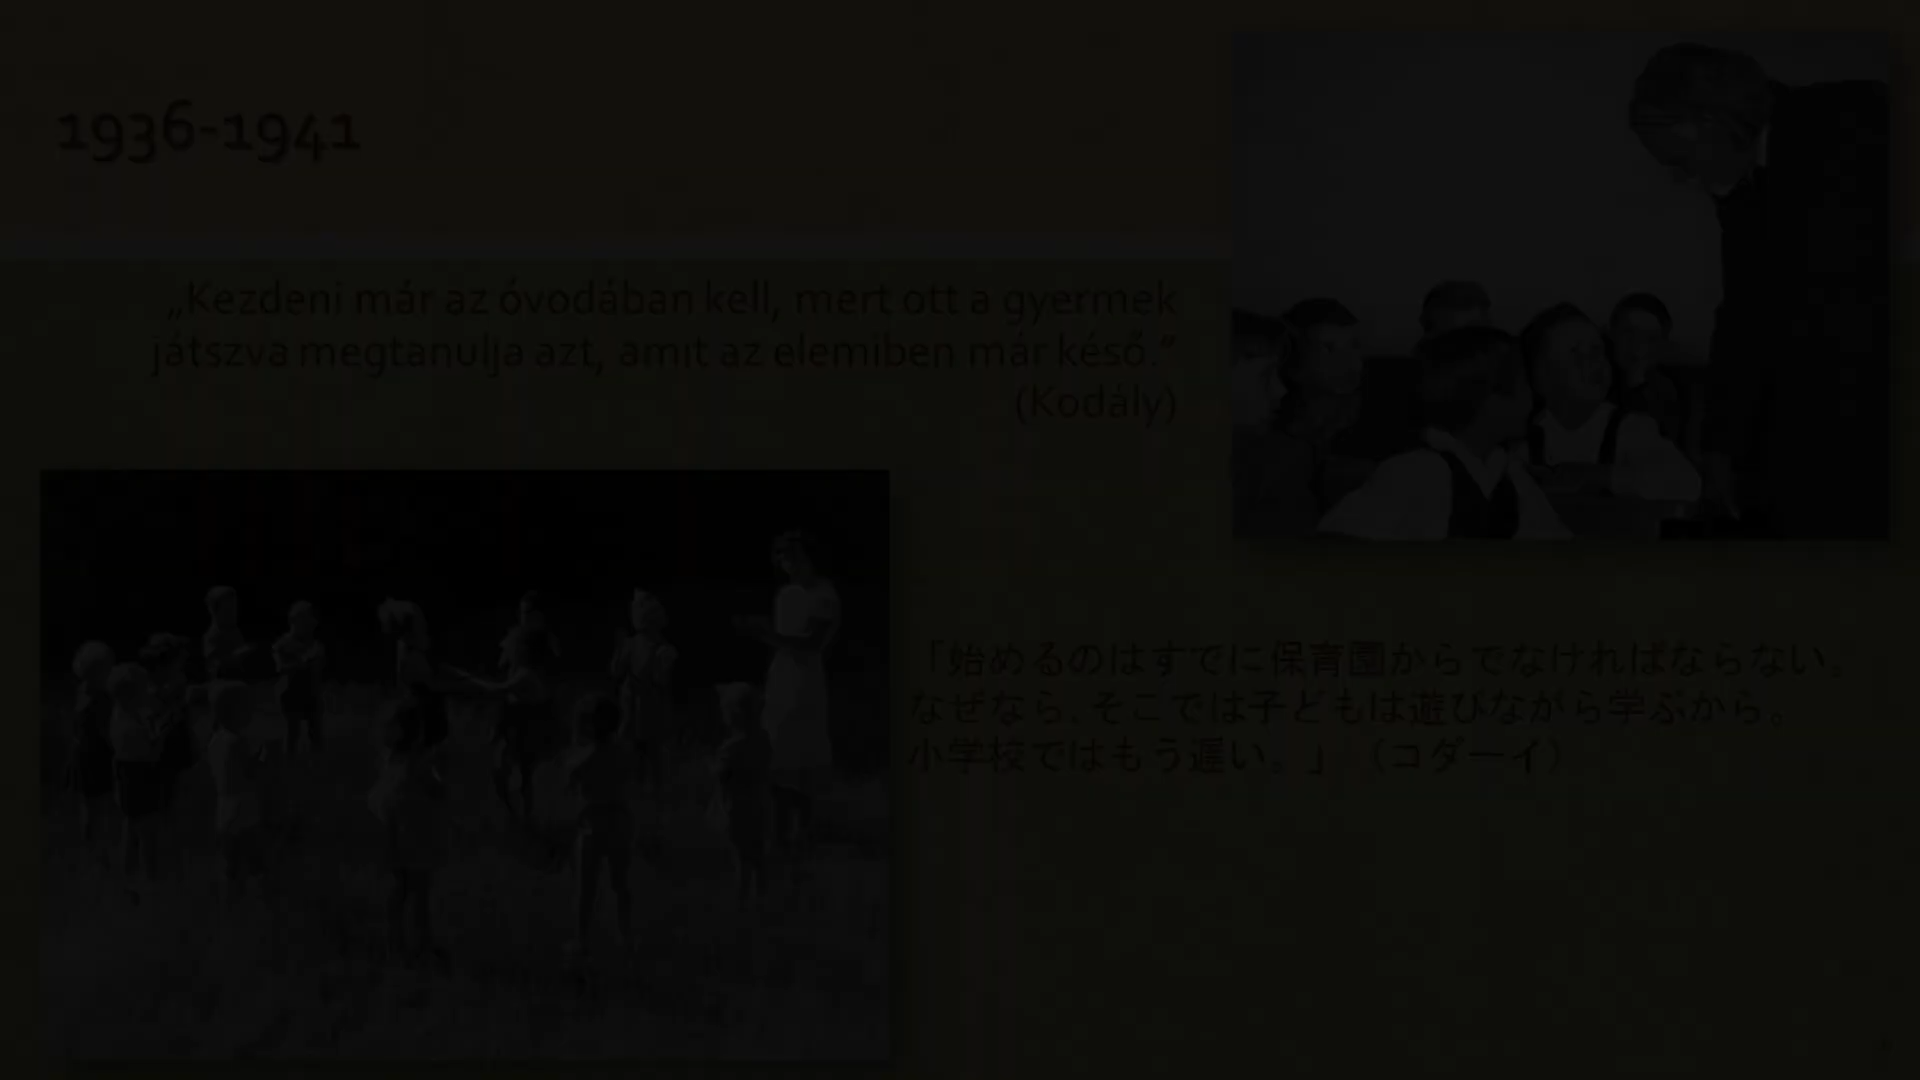 1936-1941
„Kezdeni már az óvodában kell, mert ott a gyermek
játszva megtanulja azt, amit az elemiben már késő.”
(Kodály)
「始めるのはすでに保育園からでなければならない。
なぜなら、そこでは子どもは遊びながら学ぶから。
小学校ではもう遅い。」（コダーイ）